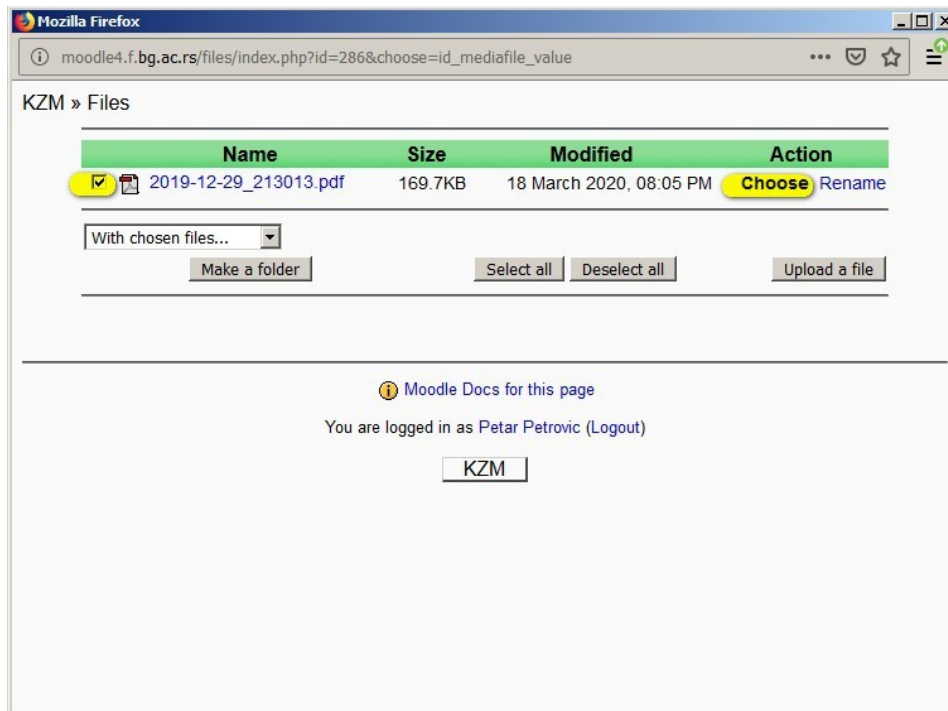 Mozilla Firefox
moodle4.f.bg.ac.rs/files/index.php?id=286&choose=id_mediafile_value
KZM » Files
Name Size Modified Action
2019-12-29_213013.pdf 169.7KB 18 March 2020, 08:05 PM Choose Rename
With chosen files...
Make a folder Select all Deselect all Upload a file
Moodle Docs for this page
You are logged in as Petar Petrovic (Logout)
KZM